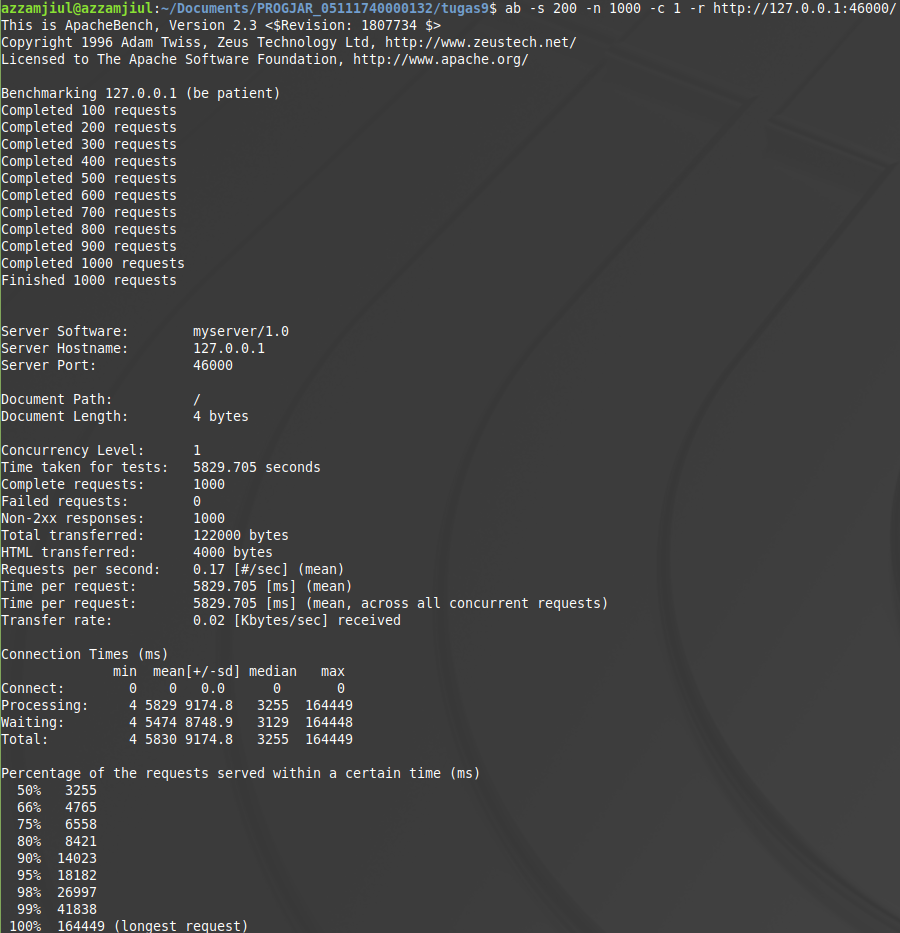 azzamjiul@azzamjiul:~/Documents/PROGJAR_05111740000132/tugas9$ ab -s 200 -n 1000 -c 1 -r http://127.0.0.1:46000/
This is ApacheBench, Version 2.3 <$Revision: 1807734 $>
Copyright 1996 Adam Twiss, Zeus Technology Ltd, http://www.zeustech.net/
Licensed to The Apache Software Foundation, http://www.apache.org/

Benchmarking 127.0.0.1 (be patient)
Completed 100 requests
Completed 200 requests
Completed 300 requests
Completed 400 requests
Completed 500 requests
Completed 600 requests
Completed 700 requests
Completed 800 requests
Completed 900 requests
Completed 1000 requests
Finished 1000 requests


Server Software:        myserver/1.0
Server Hostname:        127.0.0.1
Server Port:            46000

Document Path:          /
Document Length:        4 bytes

Concurrency Level:      1
Time taken for tests:   5829.705 seconds
Complete requests:      1000
Failed requests:        0
Non-2xx responses:      1000
Total transferred:      122000 bytes
HTML transferred:       4000 bytes
Requests per second:    0.17 [#/sec] (mean)
Time per request:       5829.705 [ms] (mean)
Time per request:       5829.705 [ms] (mean, across all concurrent requests)
Transfer rate:          0.02 [Kbytes/sec] received

Connection Times (ms)
              min  mean[+/-sd] median   max
Connect:        0    0   0.0      0       0
Processing:     4 5829 9174.8   3255  164449
Waiting:        4 5474 8748.9   3129  164448
Total:          4 5830 9174.8   3255  164449

Percentage of the requests served within a certain time (ms)
  50%   3255
  66%   4765
  75%   6558
  80%   8421
  90%  14023
  95%  18182
  98%  26997
  99%  41838
 100%  164449 (longest request)